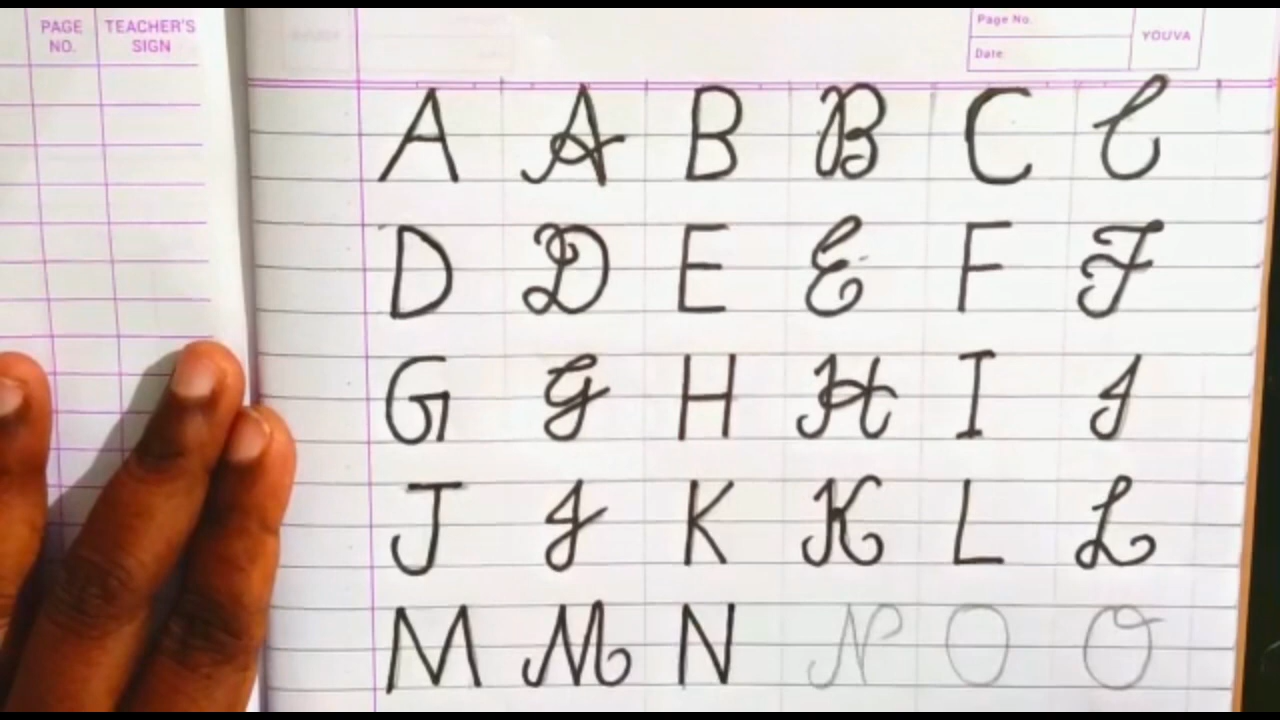 PAGE NO. TEACHER'S SIGN
Page No.
Date
YOUVA
A A B B C C
D D E E F F
G G H H I I
J J K K L L
M M N N O O